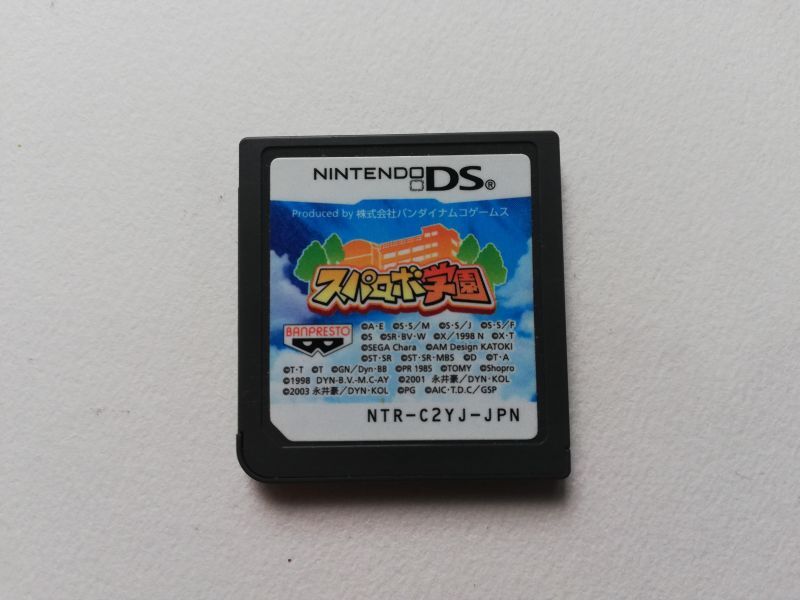 NINTENDO DS®
Produced by 株式会社バンダイナムコゲームス
スパロボ学園
BANPRESTO
©A・E ©S・S／M ©S・S／J ©S・S／F
©S ©SR・BV・W ©X／1998 N ©X・T
©SEGA Chara ©AM Design KATOKI
©ST・SR ©ST・SR・MBS ©D ©T・A
©T・T ©T ©GN／Dyn・BB ©PR 1985 ©TOMY ©Shopro
©1998 DYN・B.V.・M.C・AY ©2001 永井豪／DYN・KOL
©2003 永井豪／DYN・KOL ©PG ©AIC・T.D.C／GSP
NTR-C2YJ-JPN